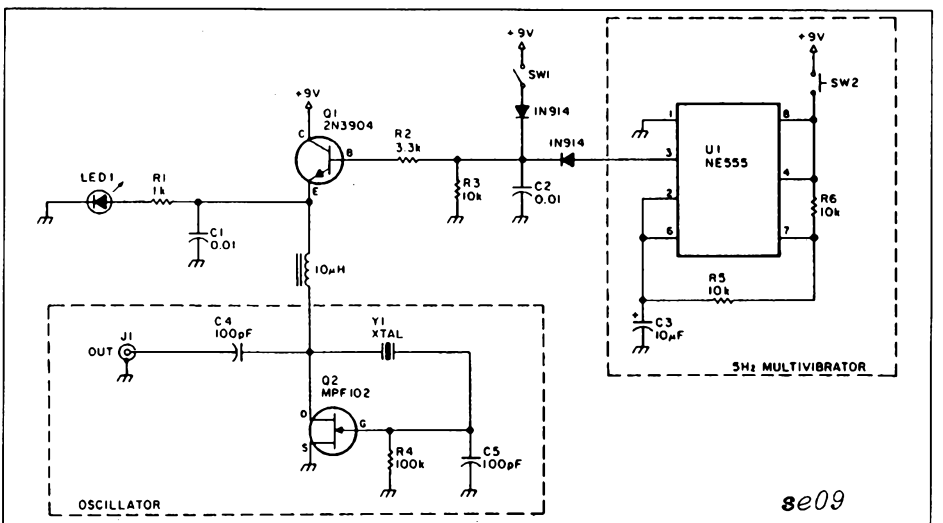 +9V
SW1
+9V
SW2
+9V
Q1
2N3904
C
B
E
R2
3.3k
1N914
1N914
R3
10k
C2
0.01
1
3
2
6
8
4
7
U1
NE555
R6
10k
R5
10k
+
C3
10µF
5Hz MULTIVIBRATOR
LED1
R1
1k
C1
0.01
10µH
J1
OUT
C4
100pF
Y1
XTAL
Q2
MPF102
D
G
S
R4
100k
C5
100pF
OSCILLATOR
se09